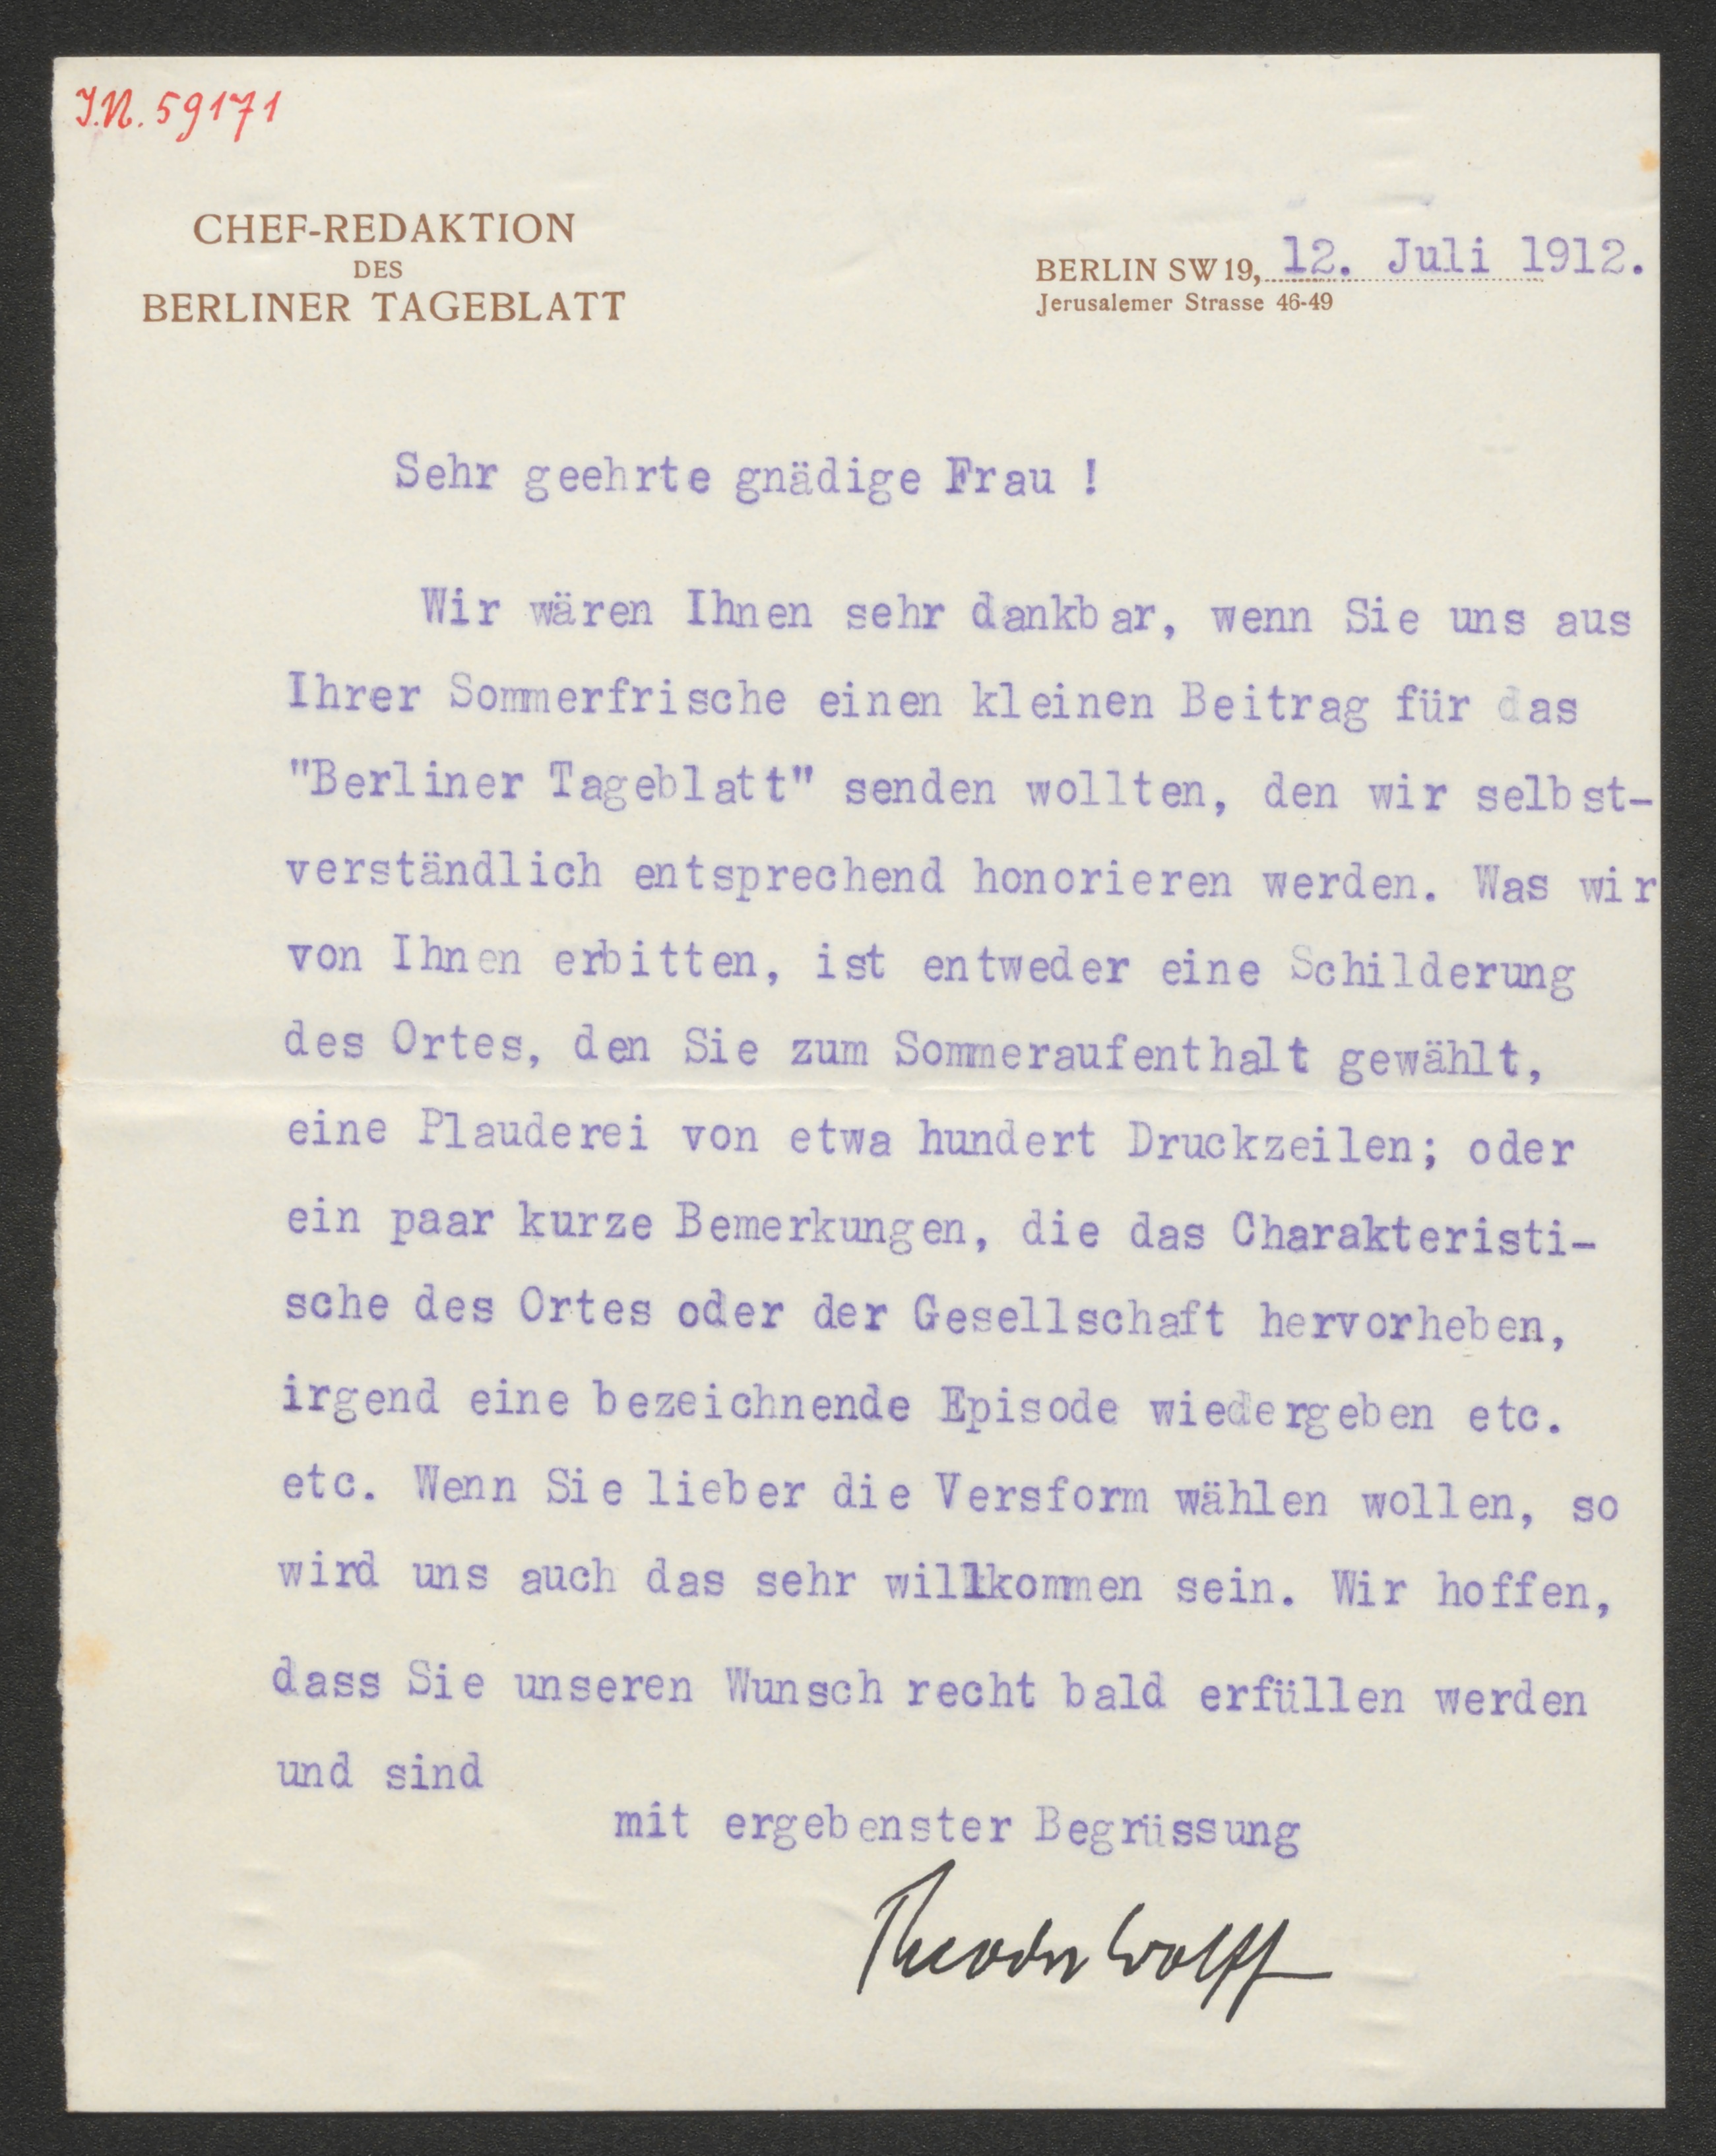 J.N. 59171
CHEF-REDAKTION
DES
BERLINER TAGEBLATT
BERLIN SW 19, 12. Juli 1912.
Jerusalemer Strasse 46-49
Sehr geehrte gnädige Frau !
Wir wären Ihnen sehr dankbar, wenn Sie uns aus
Ihrer Sommerfrische einen kleinen Beitrag für das
"Berliner Tageblatt" senden wollten, den wir selbst-
verständlich entsprechend honorieren werden. Was wir
von Ihnen erbitten, ist entweder eine Schilderung
des Ortes, den Sie zum Sommeraufenthalt gewählt,
eine Plauderei von etwa hundert Druckzeilen; oder
ein paar kurze Bemerkungen, die das Charakteristi-
sche des Ortes oder der Gesellschaft hervorheben,
irgend eine bezeichnende Episode wiedergeben etc.
etc. Wenn Sie lieber die Versform wählen wollen, so
wird uns auch das sehr willkommen sein. Wir hoffen,
dass Sie unseren Wunsch recht bald erfüllen werden
und sind
mit ergebenster Begrüssung
Theodor Wolff